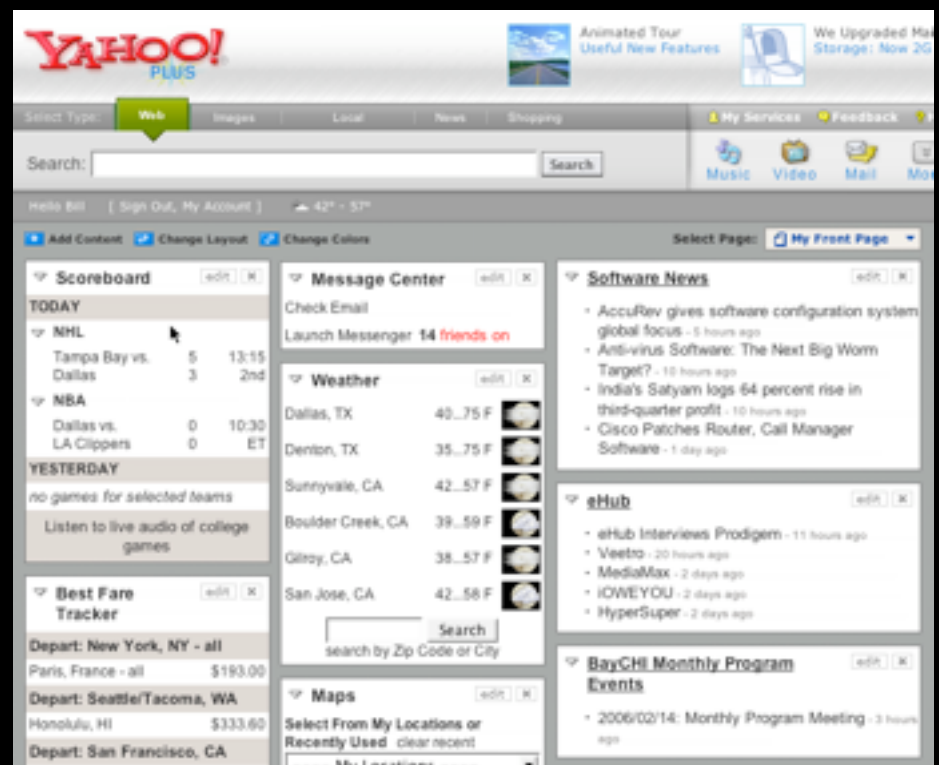 YAHOO!
PLUS
Animated Tour
Useful New Features
We Upgraded
Storage: Now 2G
Select Type:
Web
Images
Local
News
Shopping
My Services
Feedback
Search:
Search
Music
Video
Mail
Hello Bill
[ Sign Out, My Account ]
42° - 57°
Add Content
Change Layout
Change Colors
Select Page:
My Front Page
Scoreboard
edit
TODAY
NHL
Tampa Bay vs. 5 13:15
Dallas 3 2nd
NBA
Dallas vs. 0 10:30
LA Clippers 0 ET
YESTERDAY
no games for selected teams
Listen to live audio of college
games
Best Fare
Tracker
edit
Depart: New York, NY - all
Paris, France - all $193.00
Depart: Seattle/Tacoma, WA
Honolulu, HI $333.60
Depart: San Francisco, CA
Message Center
edit
Check Email
Launch Messenger 14 friends on
Weather
edit
Dallas, TX 40...75 F
Denton, TX 35...75 F
Sunnyvale, CA 42...57 F
Boulder Creek, CA 39...59 F
Gilroy, CA 38...57 F
San Jose, CA 42...58 F
Search
search by Zip Code or City
Maps
edit
Select From My Locations or
Recently Used clear recent
My Locations
Software News
edit
AccuRev gives software configuration system
global focus - 5 hours ago
Anti-virus Software: The Next Big Worm
Target? - 10 hours ago
India's Satyam logs 64 percent rise in
third-quarter profit - 10 hours ago
Cisco Patches Router, Call Manager
Software - 1 day ago
eHub
edit
eHub Interviews Prodigem - 11 hours ago
Veetro - 20 hours ago
MediaMax - 2 days ago
iOWEYOU - 2 days ago
HyperSuper - 2 days ago
BayCHI Monthly Program
Events
edit
2006/02/14: Monthly Program Meeting - 3 hours
ago